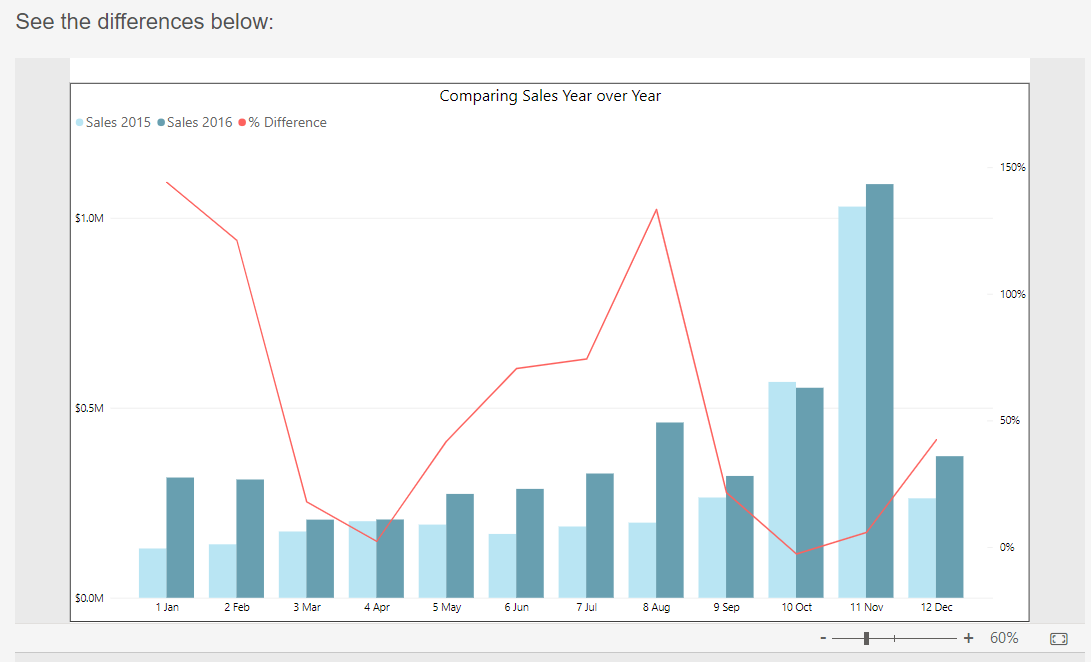 See the differences below:
Comparing Sales Year over Year
Sales 2015 Sales 2016 % Difference
150%
$1.0M
100%
$0.5M
50%
0%
$0.0M
1 Jan 2 Feb 3 Mar 4 Apr 5 May 6 Jun 7 Jul 8 Aug 9 Sep 10 Oct 11 Nov 12 Dec
- + 60%